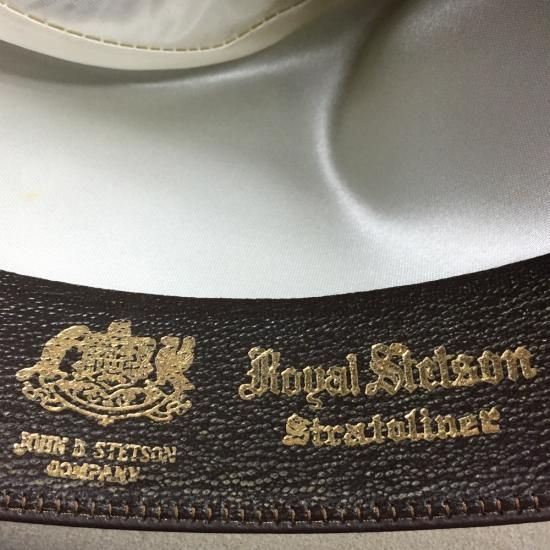 JOHN B. STETSON
COMPANY
Royal Stetson
Stratoliner